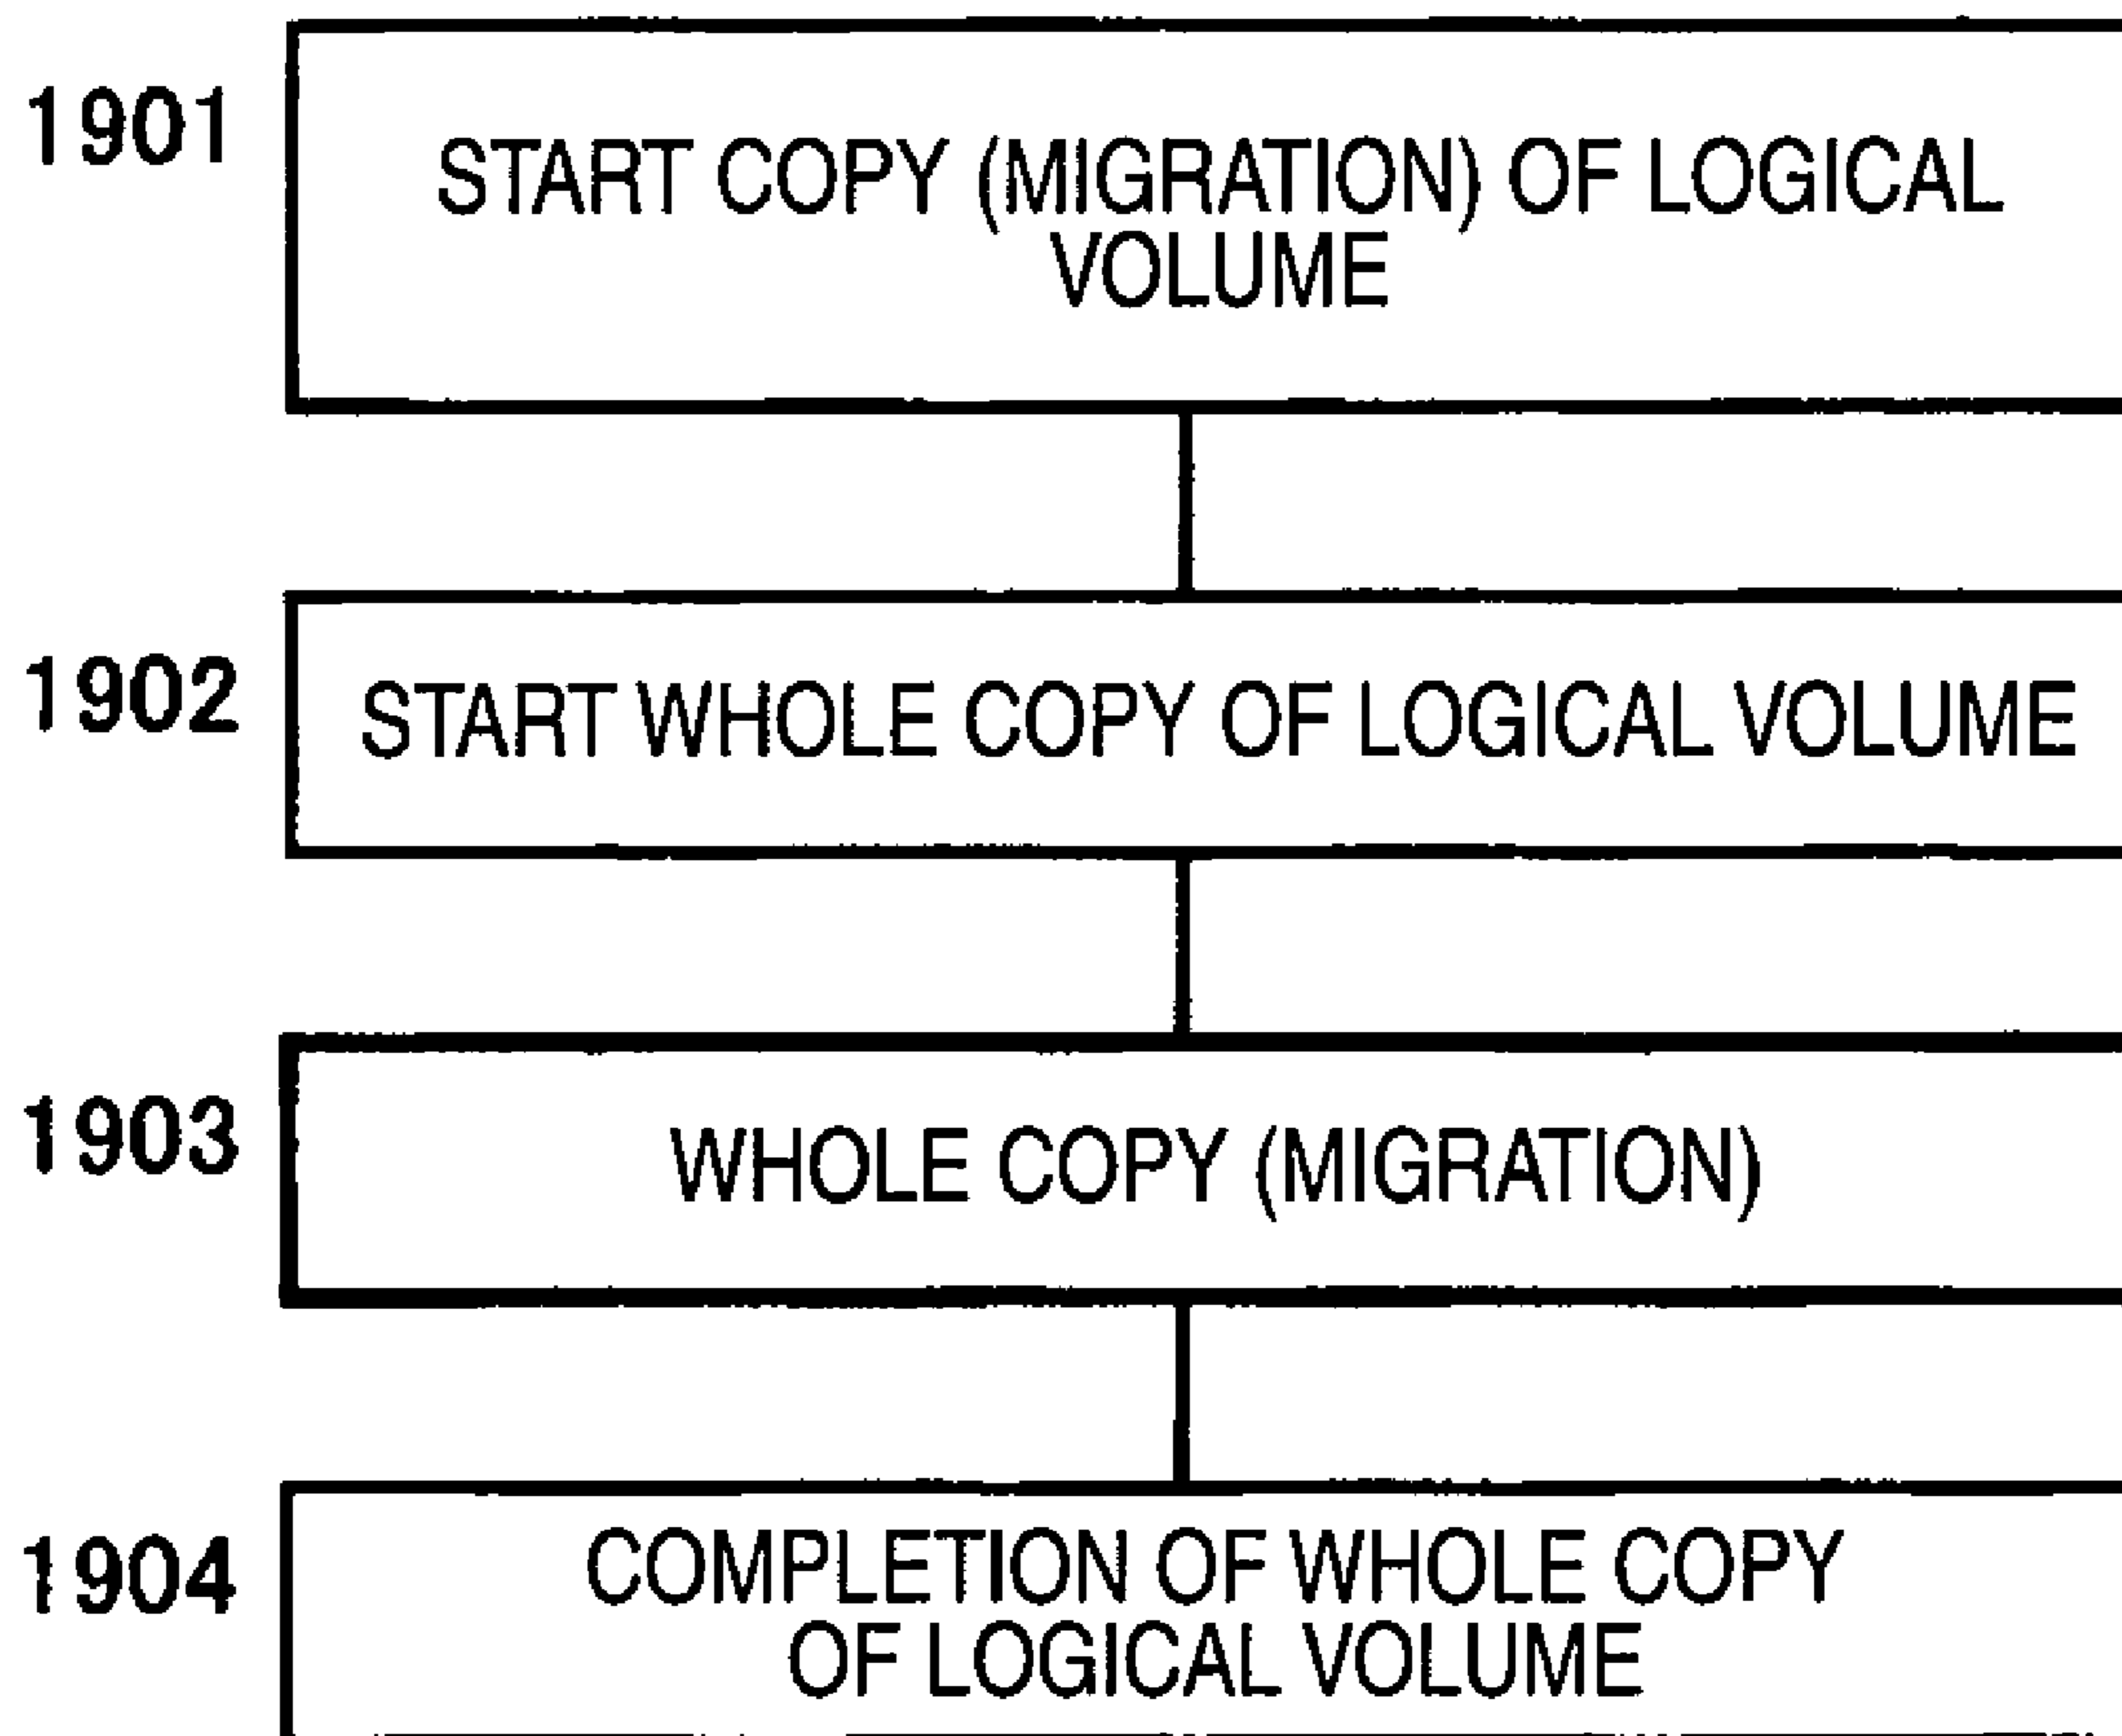 1901
START COPY (MIGRATION) OF LOGICAL
VOLUME
1902
START WHOLE COPY OF LOGICAL VOLUME
1903
WHOLE COPY (MIGRATION)
1904
COMPLETION OF WHOLE COPY
OF LOGICAL VOLUME